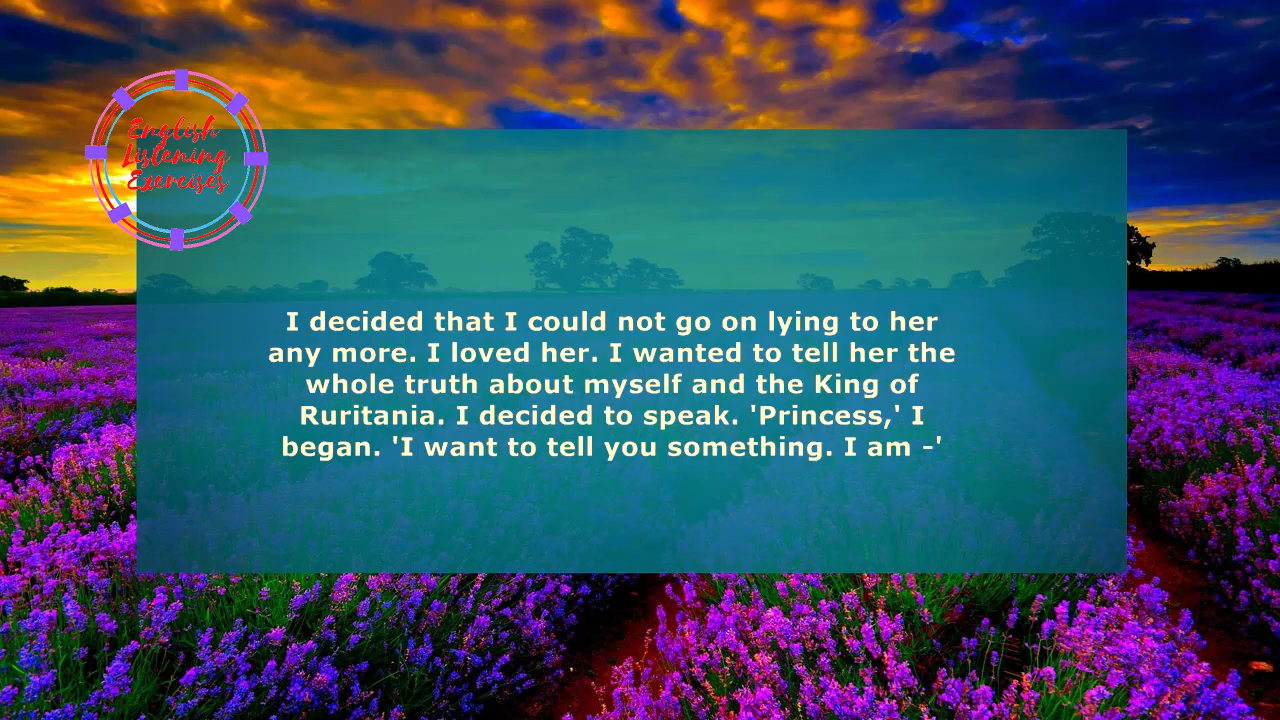 English
Listening
Exercises
I decided that I could not go on lying to her
any more. I loved her. I wanted to tell her the
whole truth about myself and the King of
Ruritania. I decided to speak. 'Princess,' I
began. 'I want to tell you something. I am -'